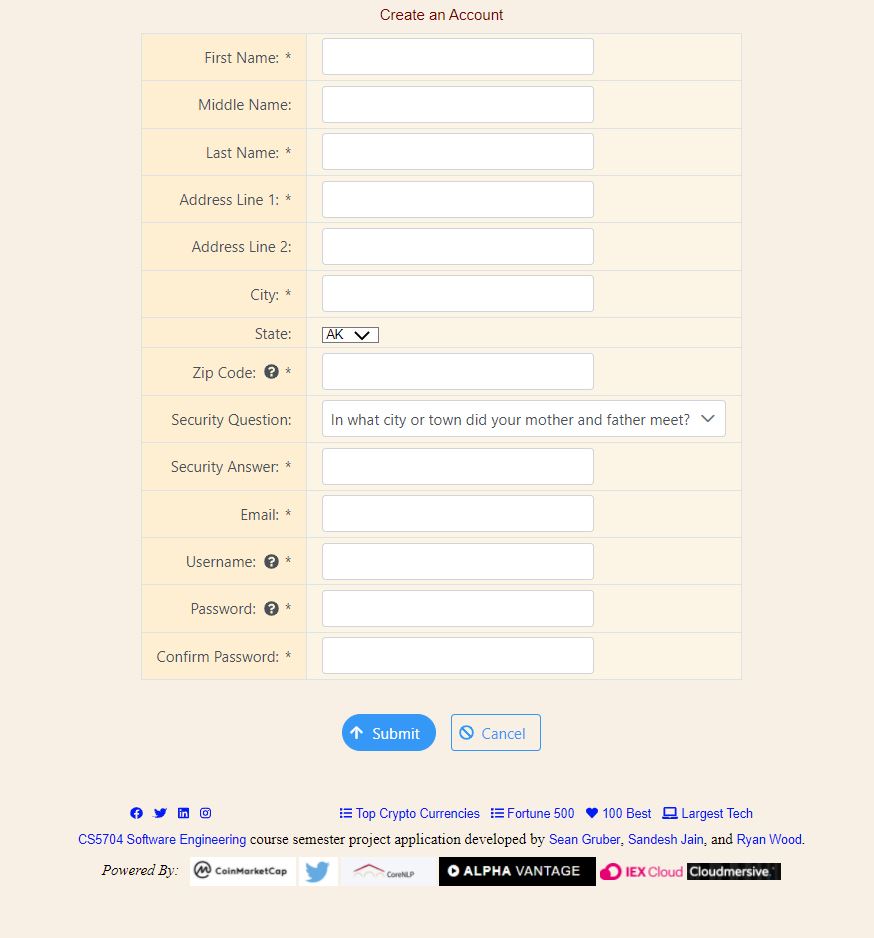 Create an Account
First Name: *
Middle Name:
Last Name: *
Address Line 1: *
Address Line 2:
City: *
State: AK
Zip Code: ? *
Security Question: In what city or town did your mother and father meet?
Security Answer: *
Email: *
Username: ? *
Password: ? *
Confirm Password: *
Submit Cancel
Top Crypto Currencies Fortune 500 100 Best Largest Tech
CS5704 Software Engineering course semester project application developed by Sean Gruber, Sandesh Jain, and Ryan Wood.
Powered By: CoinMarketCap CoreNLP ALPHA VANTAGE IEX Cloud Cloudmersive.